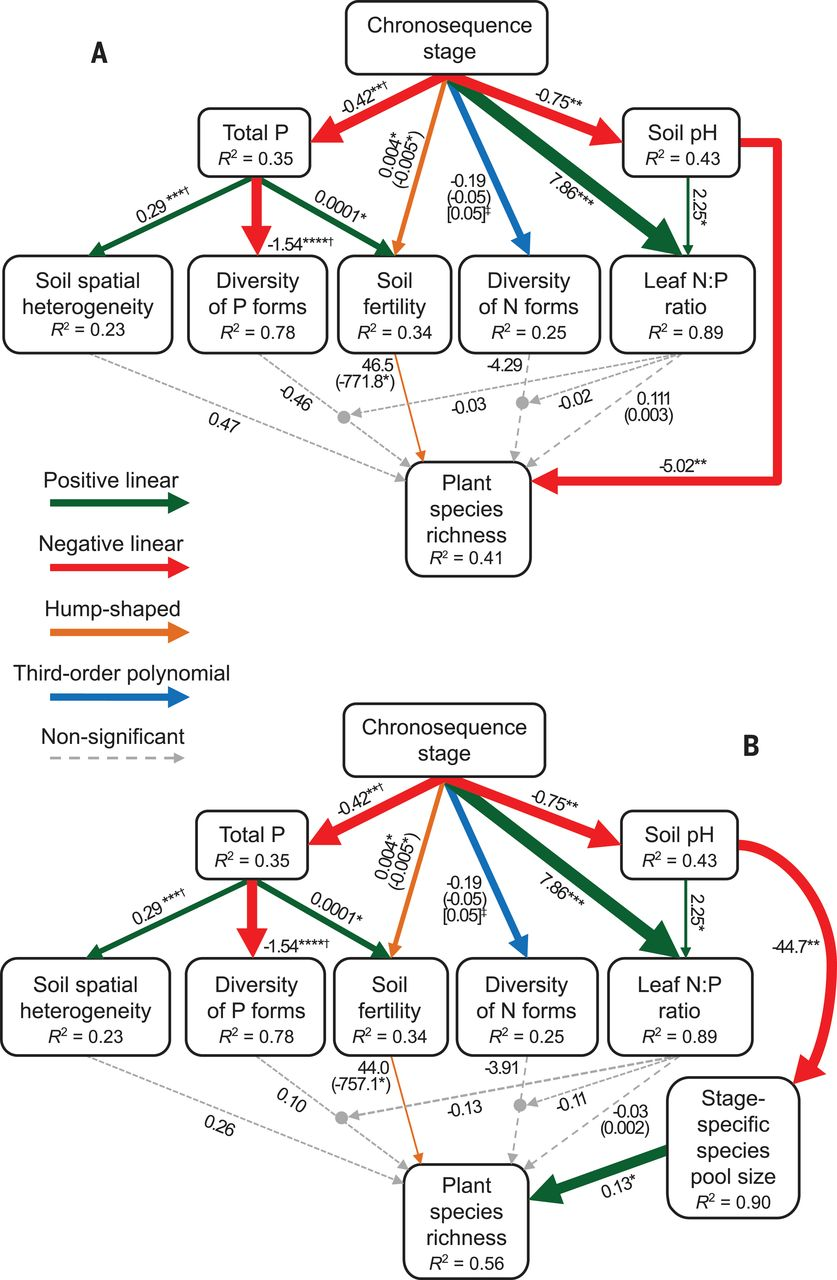 A
Chronosequence
stage
-0.42**†
-0.75**
Total P
R² = 0.35
0.004*
(-0.005*)
-0.19
(-0.05)
[0.05]‡
7.86***
Soil pH
R² = 0.43
0.29***†
-1.54****†
0.0001*
2.25*
Soil spatial
heterogeneity
R² = 0.23
Diversity
of P forms
R² = 0.78
Soil
fertility
R² = 0.34
Diversity
of N forms
R² = 0.25
Leaf N:P
ratio
R² = 0.89
0.47
-0.46
46.5
(-771.8*)
-4.29
-0.03
-0.02
0.111
(0.003)
-5.02**
Plant
species
richness
R² = 0.41
Positive linear
Negative linear
Hump-shaped
Third-order polynomial
Non-significant
B
Chronosequence
stage
-0.42**†
-0.75**
Total P
R² = 0.35
0.004*
(-0.005*)
-0.19
(-0.05)
[0.05]‡
7.86***
Soil pH
R² = 0.43
0.29***†
-1.54****†
0.0001*
2.25*
-44.7**
Soil spatial
heterogeneity
R² = 0.23
Diversity
of P forms
R² = 0.78
Soil
fertility
R² = 0.34
Diversity
of N forms
R² = 0.25
Leaf N:P
ratio
R² = 0.89
0.26
0.10
44.0
(-757.1*)
-3.91
-0.13
-0.11
-0.03
(0.002)
Stage-
specific
species
pool size
R² = 0.90
0.13*
Plant
species
richness
R² = 0.56